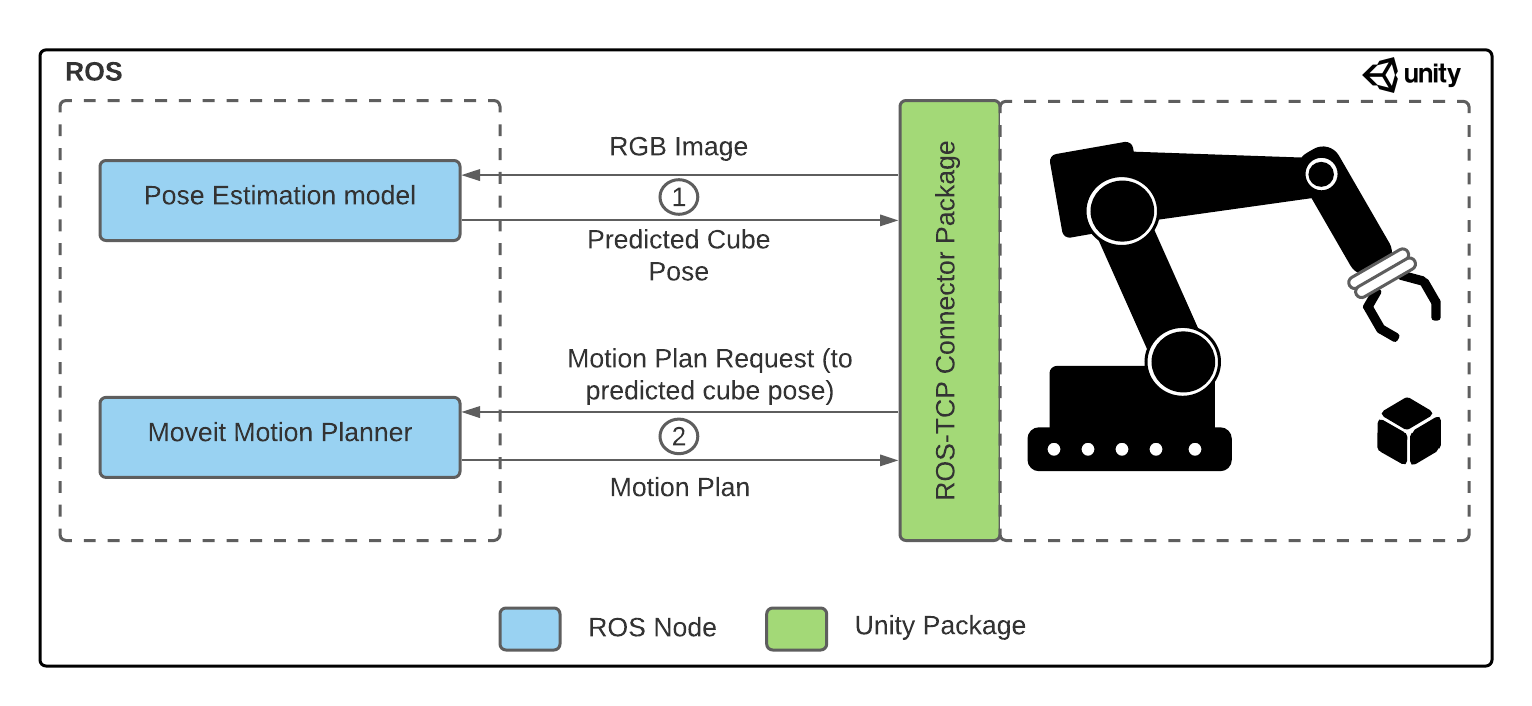 ROS
unity
Pose Estimation model
RGB Image
1
Predicted Cube
Pose
Moveit Motion Planner
Motion Plan Request (to
predicted cube pose)
2
Motion Plan
ROS-TCP Connector Package
ROS Node
Unity Package